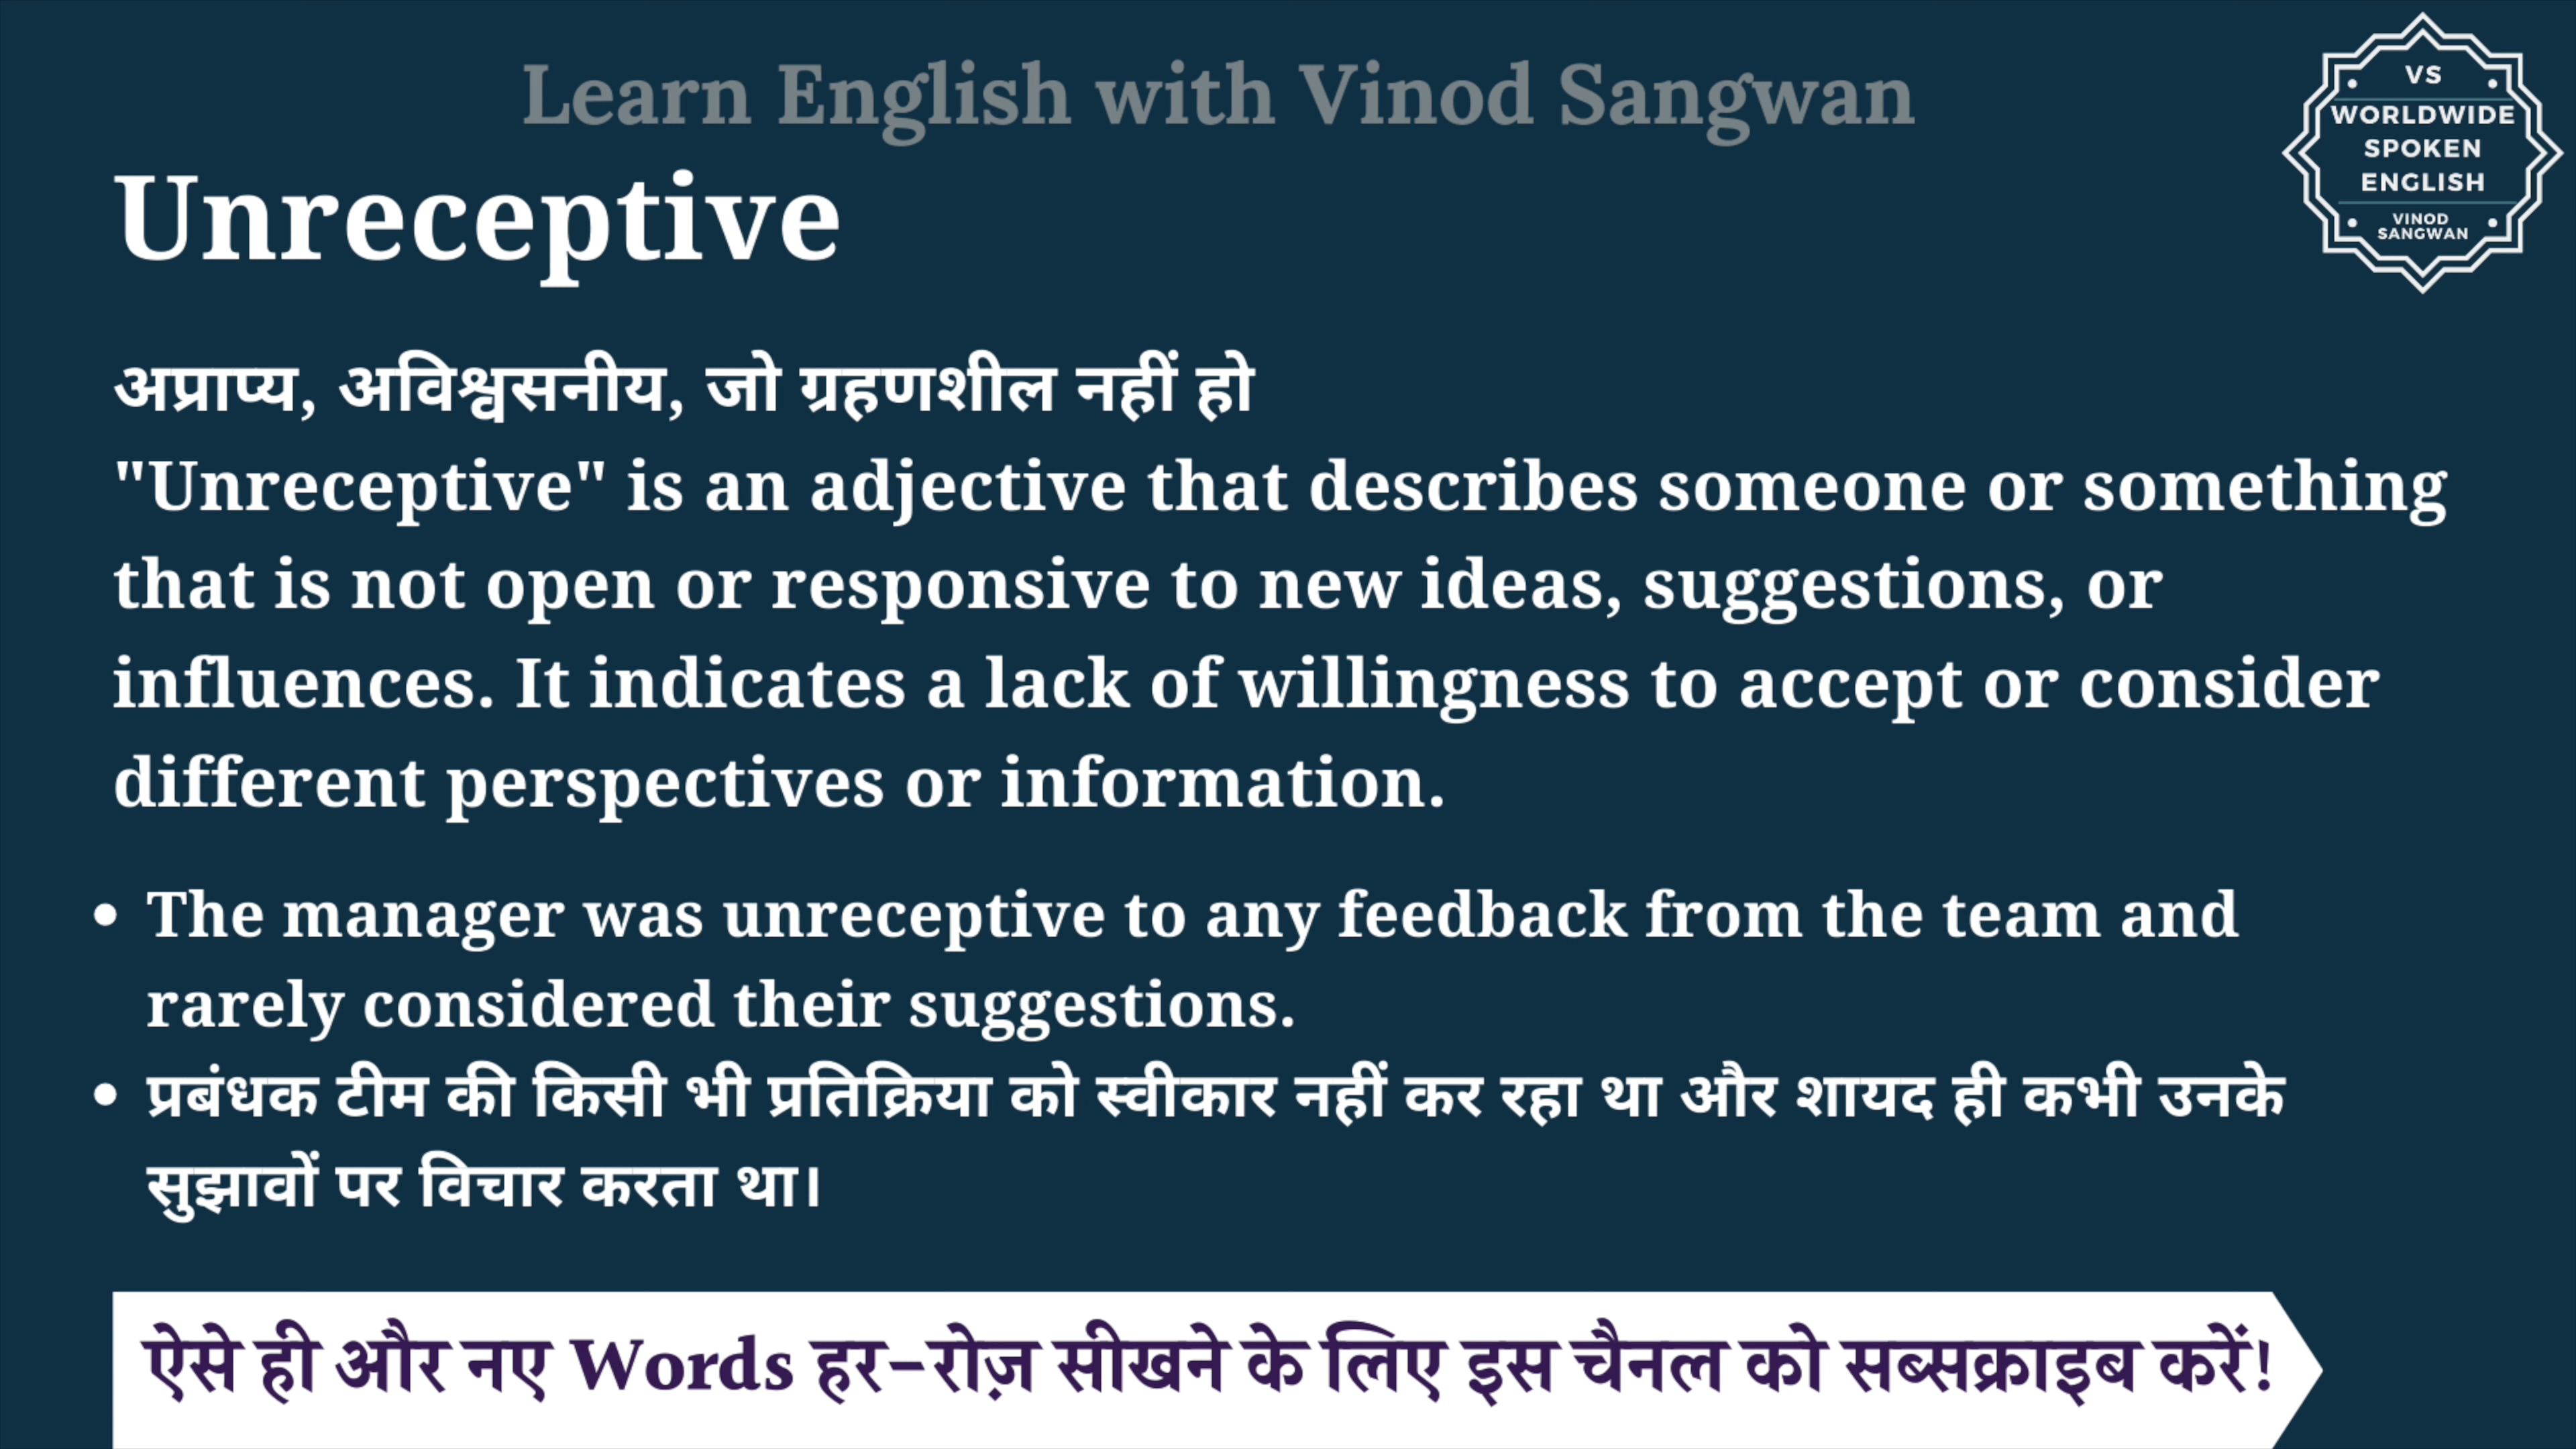 Learn English with Vinod Sangwan
VS
WORLDWIDE
SPOKEN
ENGLISH
VINOD
SANGWAN
Unreceptive
अप्राप्य, अविश्वसनीय, जो ग्रहणशील नहीं हो
"Unreceptive" is an adjective that describes someone or something
that is not open or responsive to new ideas, suggestions, or
influences. It indicates a lack of willingness to accept or consider
different perspectives or information.
• The manager was unreceptive to any feedback from the team and
rarely considered their suggestions.
• प्रबंधक टीम की किसी भी प्रतिक्रिया को स्वीकार नहीं कर रहा था और शायद ही कभी उनके
सुझावों पर विचार करता था।
ऐसे ही और नए Words हर-रोज़ सीखने के लिए इस चैनल को सब्सक्राइब करें!